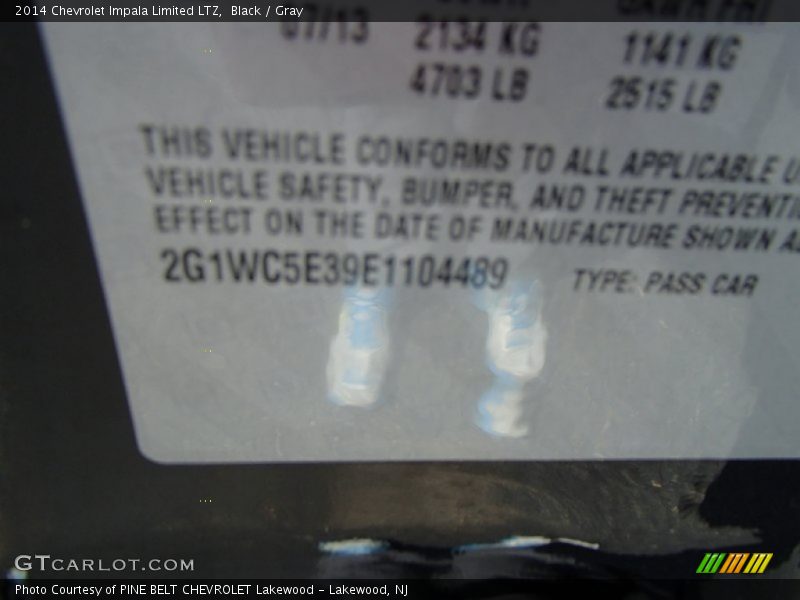 2014 Chevrolet Impala Limited LTZ, Black / Gray
07/13 2134 KG 1141 KG
4703 LB 2515 LB
THIS VEHICLE CONFORMS TO ALL APPLICABLE
VEHICLE SAFETY, BUMPER, AND THEFT
EFFECT ON THE DATE OF MANUFACTURE SHOWN
2G1WC5E39E1104489 TYPE: PASS CAR
GTCARLOT.COM
Photo Courtesy of PINE BELT CHEVROLET Lakewood - Lakewood, NJ